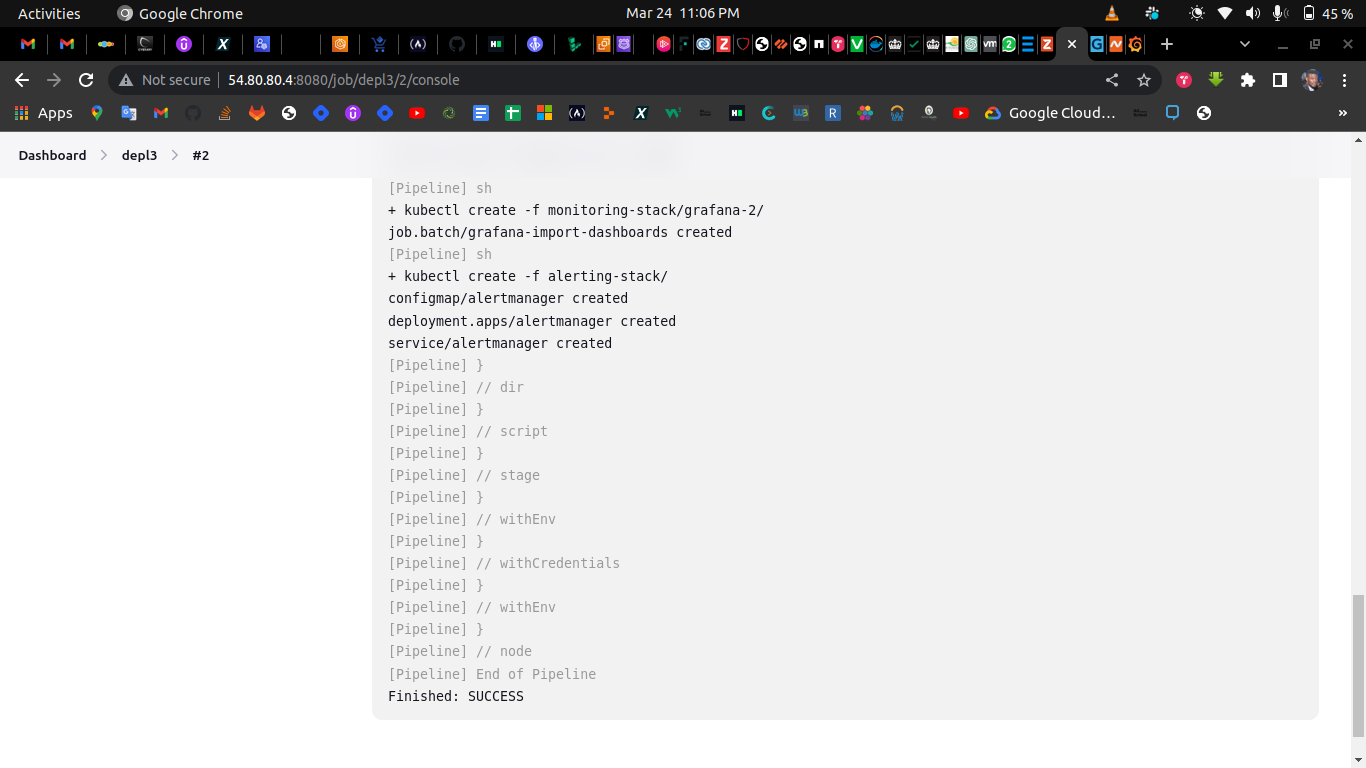 Activities Google Chrome Mar 24 11:06 PM 45 %
Not secure 54.80.80.4:8080/job/depl3/2/console
Apps Google Cloud… »
Dashboard depl3 #2
[Pipeline] sh
+ kubectl create -f monitoring-stack/grafana-2/
job.batch/grafana-import-dashboards created
[Pipeline] sh
+ kubectl create -f alerting-stack/
configmap/alertmanager created
deployment.apps/alertmanager created
service/alertmanager created
[Pipeline] }
[Pipeline] // dir
[Pipeline] }
[Pipeline] // script
[Pipeline] }
[Pipeline] // stage
[Pipeline] }
[Pipeline] // withEnv
[Pipeline] }
[Pipeline] // withCredentials
[Pipeline] }
[Pipeline] // withEnv
[Pipeline] }
[Pipeline] // node
[Pipeline] End of Pipeline
Finished: SUCCESS